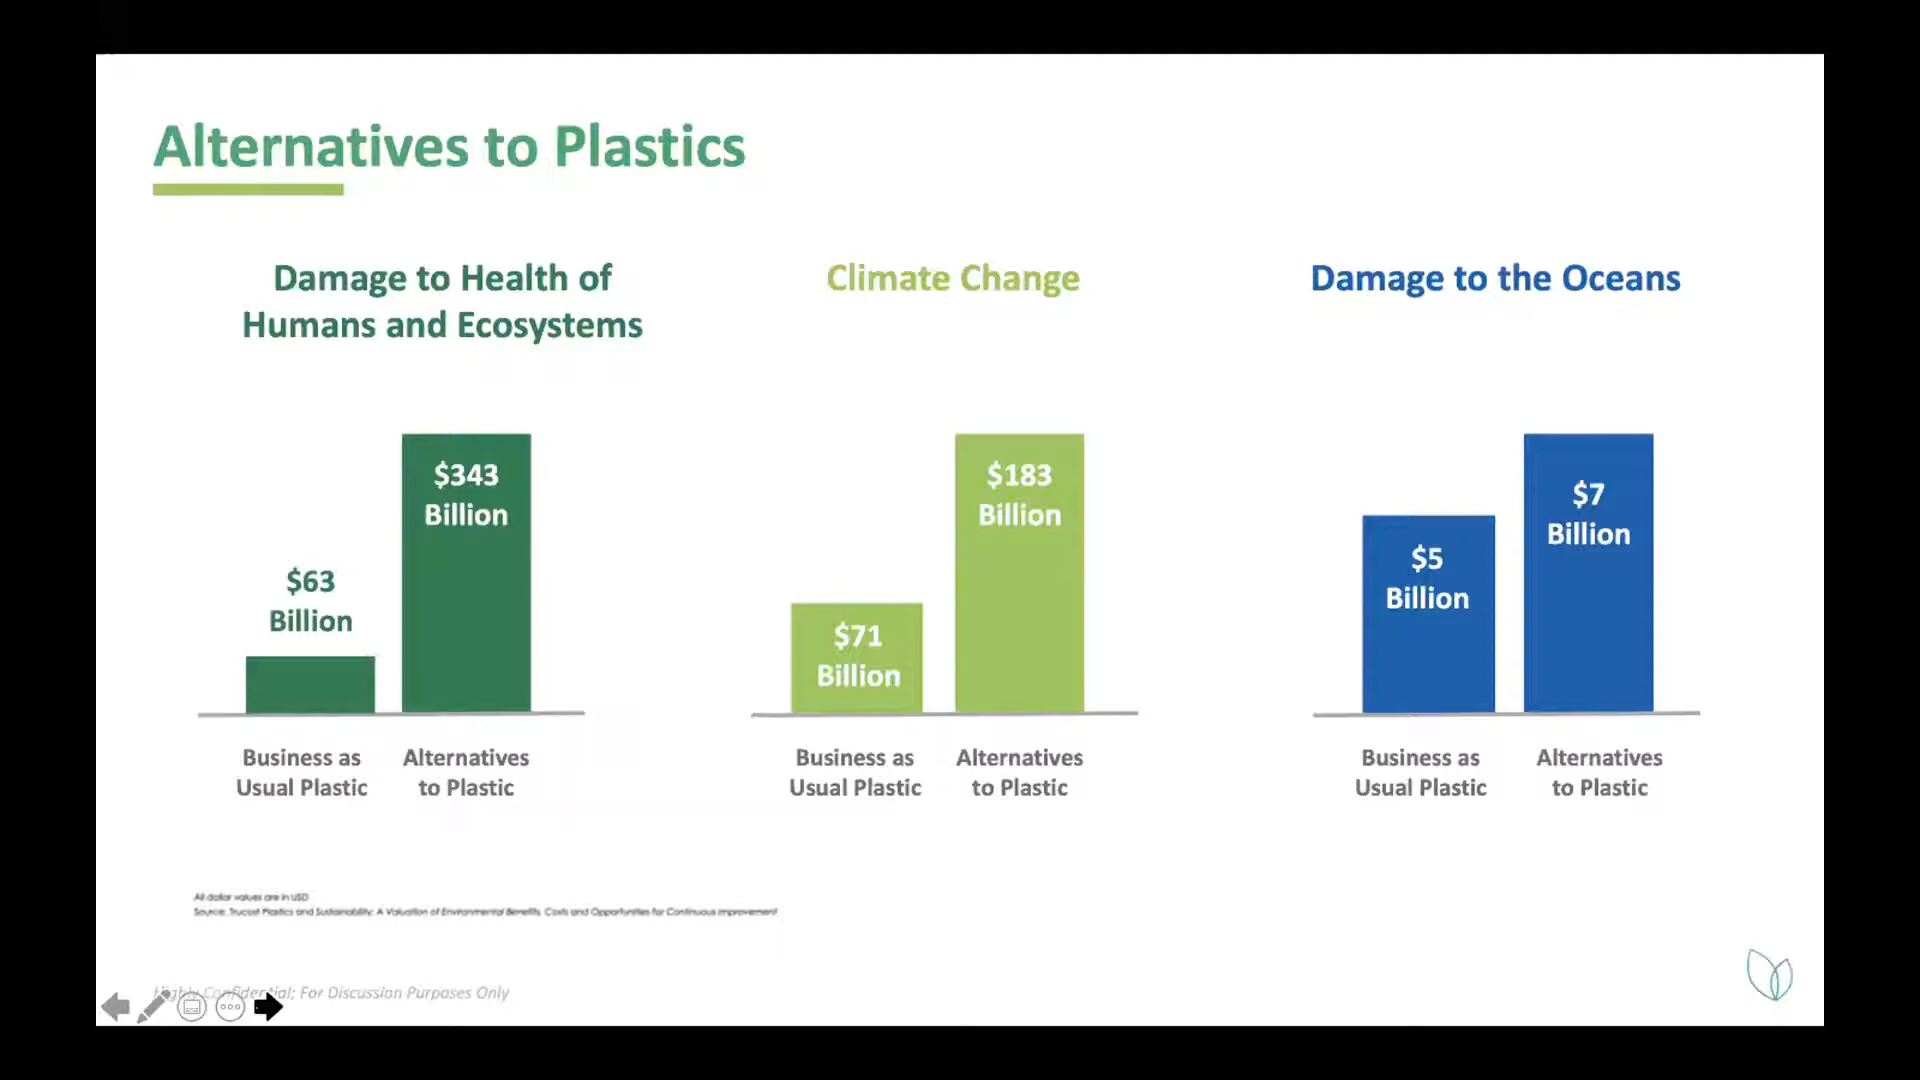 Alternatives to Plastics
Damage to Health of
Humans and Ecosystems
$63
Billion
$343
Billion
Business as
Usual Plastic
Alternatives
to Plastic
Climate Change
$71
Billion
$183
Billion
Business as
Usual Plastic
Alternatives
to Plastic
Damage to the Oceans
$5
Billion
$7
Billion
Business as
Usual Plastic
Alternatives
to Plastic
All dollar values are in USD
Source: Trucost Plastics and Sustainability: A Valuation of Environmental Benefits, Costs and Opportunities for Continuous Improvement
Highly Confidential; For Discussion Purposes Only